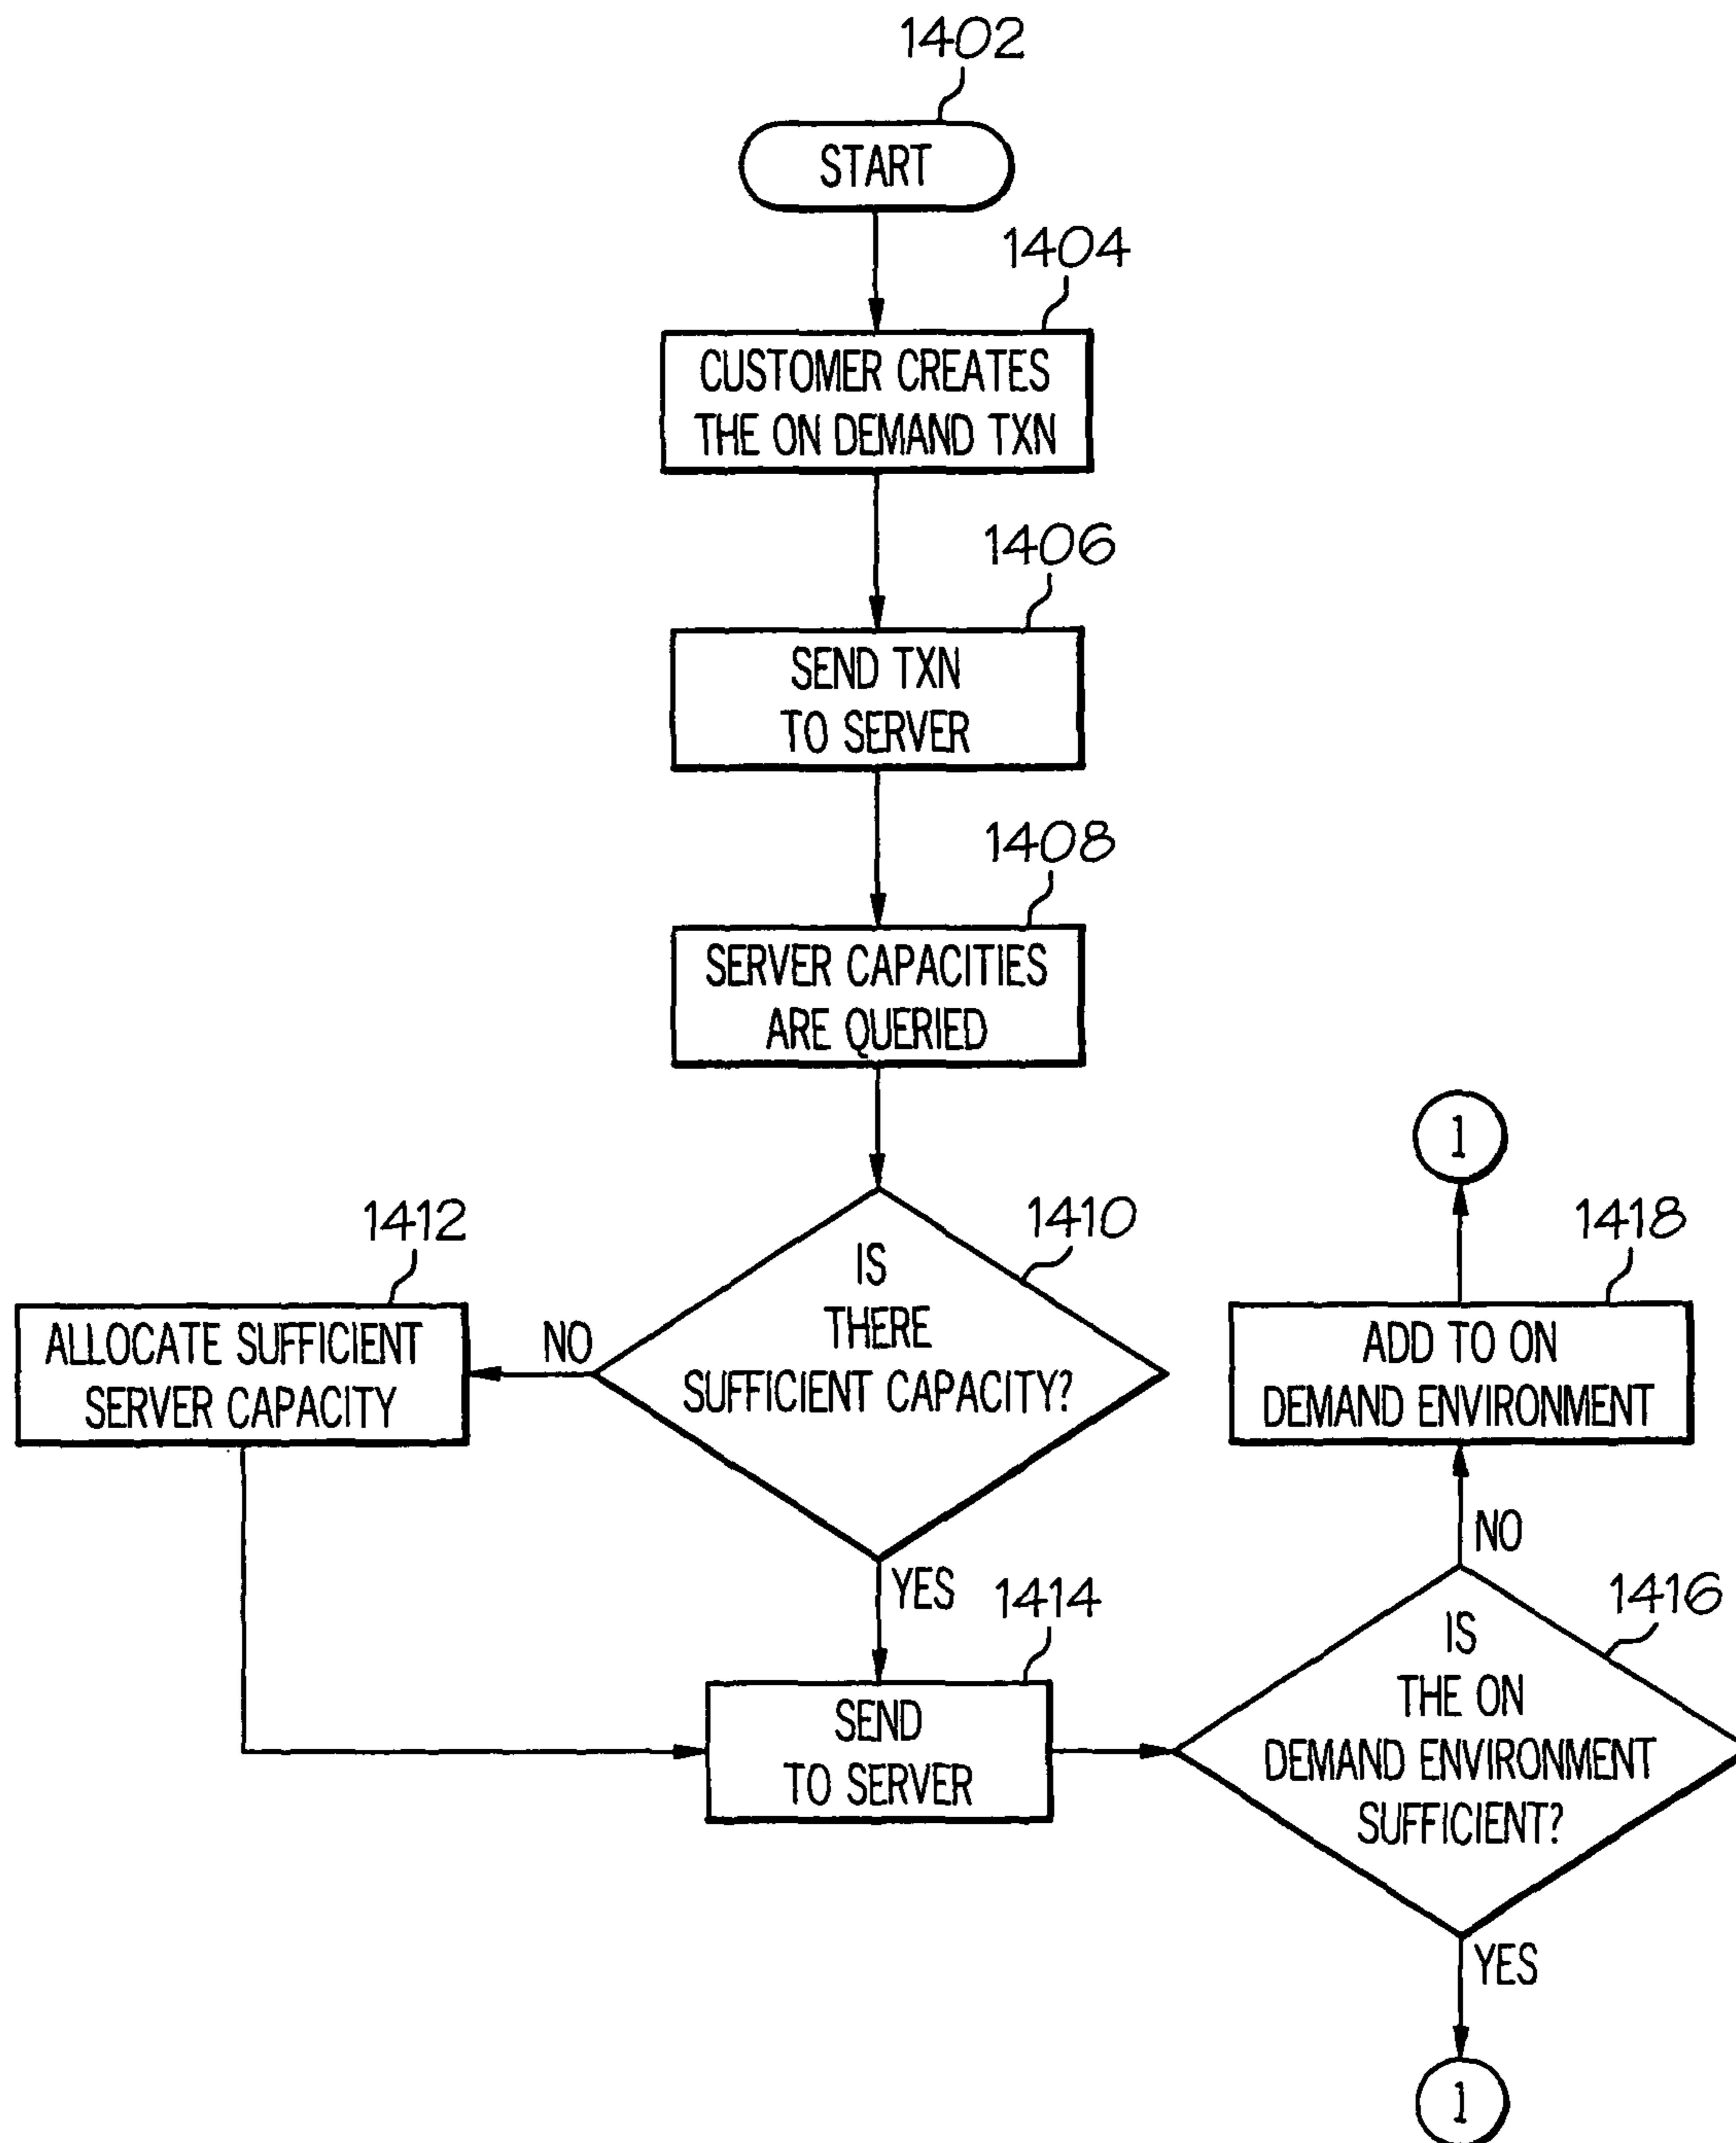 1402
START
1404
CUSTOMER CREATES
THE ON DEMAND TXN
1406
SEND TXN
TO SERVER
1408
SERVER CAPACITIES
ARE QUERIED
1410
IS
THERE
SUFFICIENT CAPACITY?
NO
1412
ALLOCATE SUFFICIENT
SERVER CAPACITY
YES
1414
SEND
TO SERVER
1416
IS
THE ON
DEMAND ENVIRONMENT
SUFFICIENT?
NO
1418
ADD TO ON
DEMAND ENVIRONMENT
1
YES
1